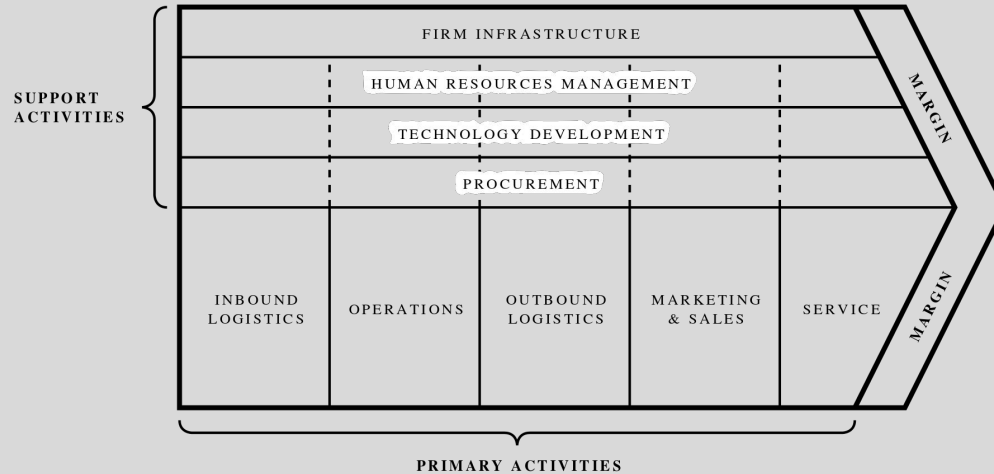 FIRM INFRASTRUCTURE
HUMAN RESOURCES MANAGEMENT
SUPPORT
ACTIVITIES
TECHNOLOGY DEVELOPMENT
PROCUREMENT
MARGIN
INBOUND
LOGISTICS
OPERATIONS
OUTBOUND
LOGISTICS
MARKETING
& SALES
SERVICE
MARGIN
PRIMARY ACTIVITIES